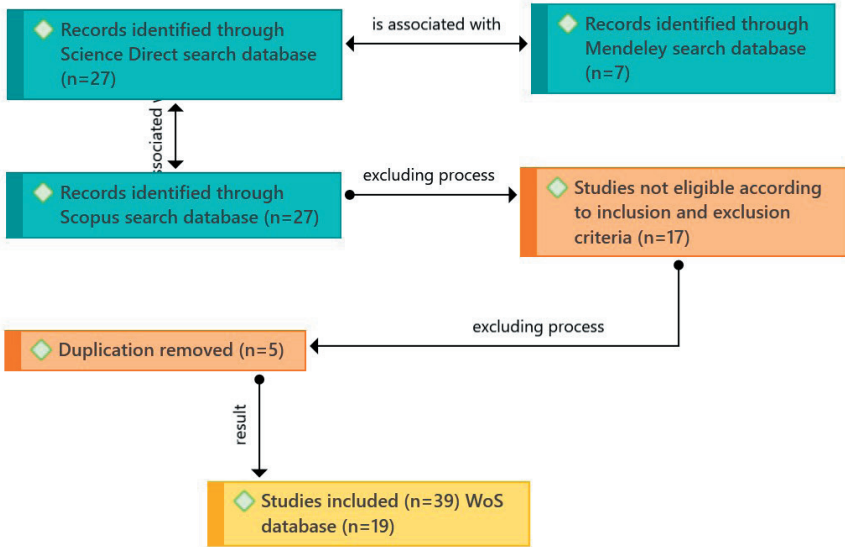 Records identified through
Science Direct search database
(n=27)
is associated with
Records identified through
Mendeley search database
(n=7)
Records identified through
Scopus search database (n=27)
excluding process
Studies not eligible according
to inclusion and exclusion
criteria (n=17)
excluding process
Duplication removed (n=5)
result
Studies included (n=39) WoS
database (n=19)